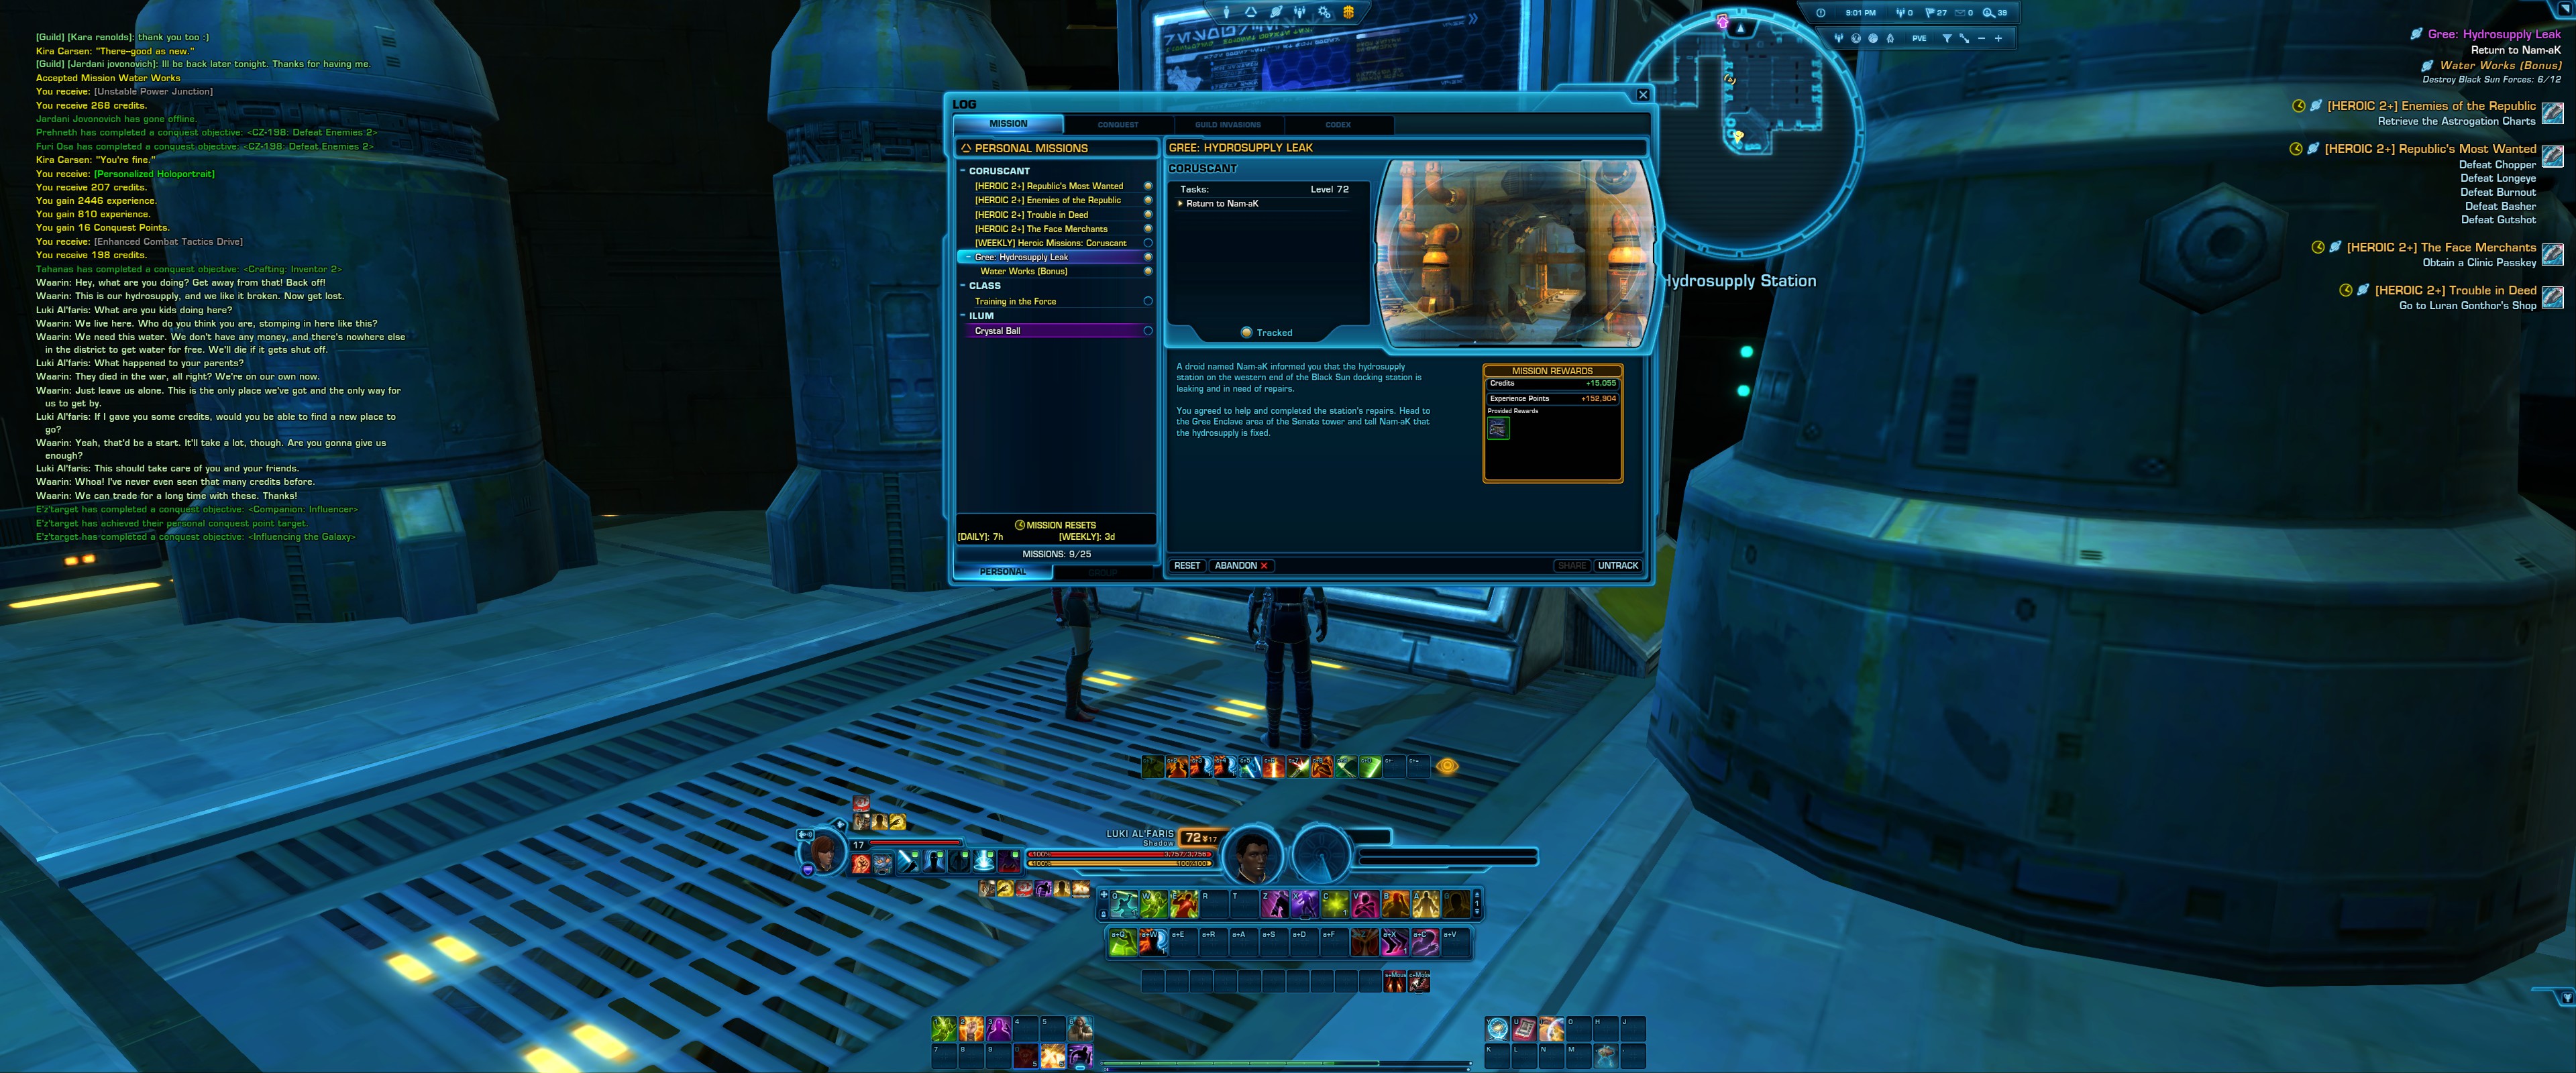 [Guild] [Kara renolds]: thank you too :)
Kira Carsen: "There-good as new."
[Guild] [Jardani jovonovich]: Ill be back later tonight. Thanks for having me.
Accepted Mission Water Works
You receive: [Unstable Power Junction]
You receive 268 credits.
Jardani Jovonovich has gone offline.
Prehneth has completed a conquest objective: <CZ-198: Defeat Enemies 2>
Furi Osa has completed a conquest objective: <CZ-198: Defeat Enemies 2>
Kira Carsen: "You're fine."
You receive: [Personalized Holoportrait]
You receive 207 credits.
You gain 2446 experience.
You gain 810 experience.
You gain 16 Conquest Points.
You receive: [Enhanced Combat Tactics Drive]
You receive 198 credits.
Tahanas has completed a conquest objective: <Crafting: Inventor 2>
Waarin: Hey, what are you doing? Get away from that! Back off!
Waarin: This is our hydrosupply, and we like it broken. Now get lost.
Luki Al'faris: What are you kids doing here?
Waarin: We live here. Who do you think you are, stomping in here like this?
Waarin: We need this water. We don't have any money, and there's nowhere else
in the district to get water for free. We'll die if it gets shut off.
Luki Al'faris: What happened to your parents?
Waarin: They died in the war, all right? We're on our own now.
Waarin: Just leave us alone. This is the only place we've got and the only way for
us to get by.
Luki Al'faris: If I gave you some credits, would you be able to find a new place to
go?
Waarin: Yeah, that'd be a start. It'll take a lot, though. Are you gonna give us
enough?
Luki Al'faris: This should take care of you and your friends.
Waarin: Whoa! I've never even seen that many credits before.
Waarin: We can trade for a long time with these. Thanks!
E'z'target has completed a conquest objective: <Companion: Influencer>
E'z'target has achieved their personal conquest point target.
E'z'target has completed a conquest objective: <Influencing the Galaxy>
LOG
MISSION
CONQUEST
GUILD INVASIONS
CODEX
PERSONAL MISSIONS
CORUSCANT
[HEROIC 2+] Republic's Most Wanted
[HEROIC 2+] Enemies of the Republic
[HEROIC 2+] Trouble in Deed
[HEROIC 2+] The Face Merchants
[WEEKLY] Heroic Missions: Coruscant
Gree: Hydrosupply Leak
Water Works (Bonus)
CLASS
Training in the Force
ILUM
Crystal Ball
MISSION RESETS
[DAILY]: 7h [WEEKLY]: 3d
MISSIONS: 9/25
PERSONAL
GROUP
GREE: HYDROSUPPLY LEAK
CORUSCANT
Tasks: Level 72
Return to Nam-aK
Tracked
A droid named Nam-aK informed you that the hydrosupply
station on the western end of the Black Sun docking station is
leaking and in need of repairs.
You agreed to help and completed the station's repairs. Head to
the Gree Enclave area of the Senate tower and tell Nam-aK that
the hydrosupply is fixed.
MISSION REWARDS
Credits +15,055
Experience Points +152,904
Provided Rewards
RESET
ABANDON
SHARE
UNTRACK
9:01 PM 0 27 0 39
PVE
Hydrosupply Station
Gree: Hydrosupply Leak
Return to Nam-aK
Water Works (Bonus)
Destroy Black Sun Forces: 6/12
[HEROIC 2+] Enemies of the Republic
Retrieve the Astrogation Charts
[HEROIC 2+] Republic's Most Wanted
Defeat Chopper
Defeat Longeye
Defeat Burnout
Defeat Basher
Defeat Gutshot
[HEROIC 2+] The Face Merchants
Obtain a Clinic Passkey
[HEROIC 2+] Trouble in Deed
Go to Luran Gonthor's Shop
17
LUKI AL'FARIS
Shadow
72 17
100% 3,757/3,756
100% 100/100
R T Z C V B
a+G a+W a+E a+R a+A a+S a+D a+F a+X a+C a+V
4 5
7 8 9
Y U O H J
K L N M